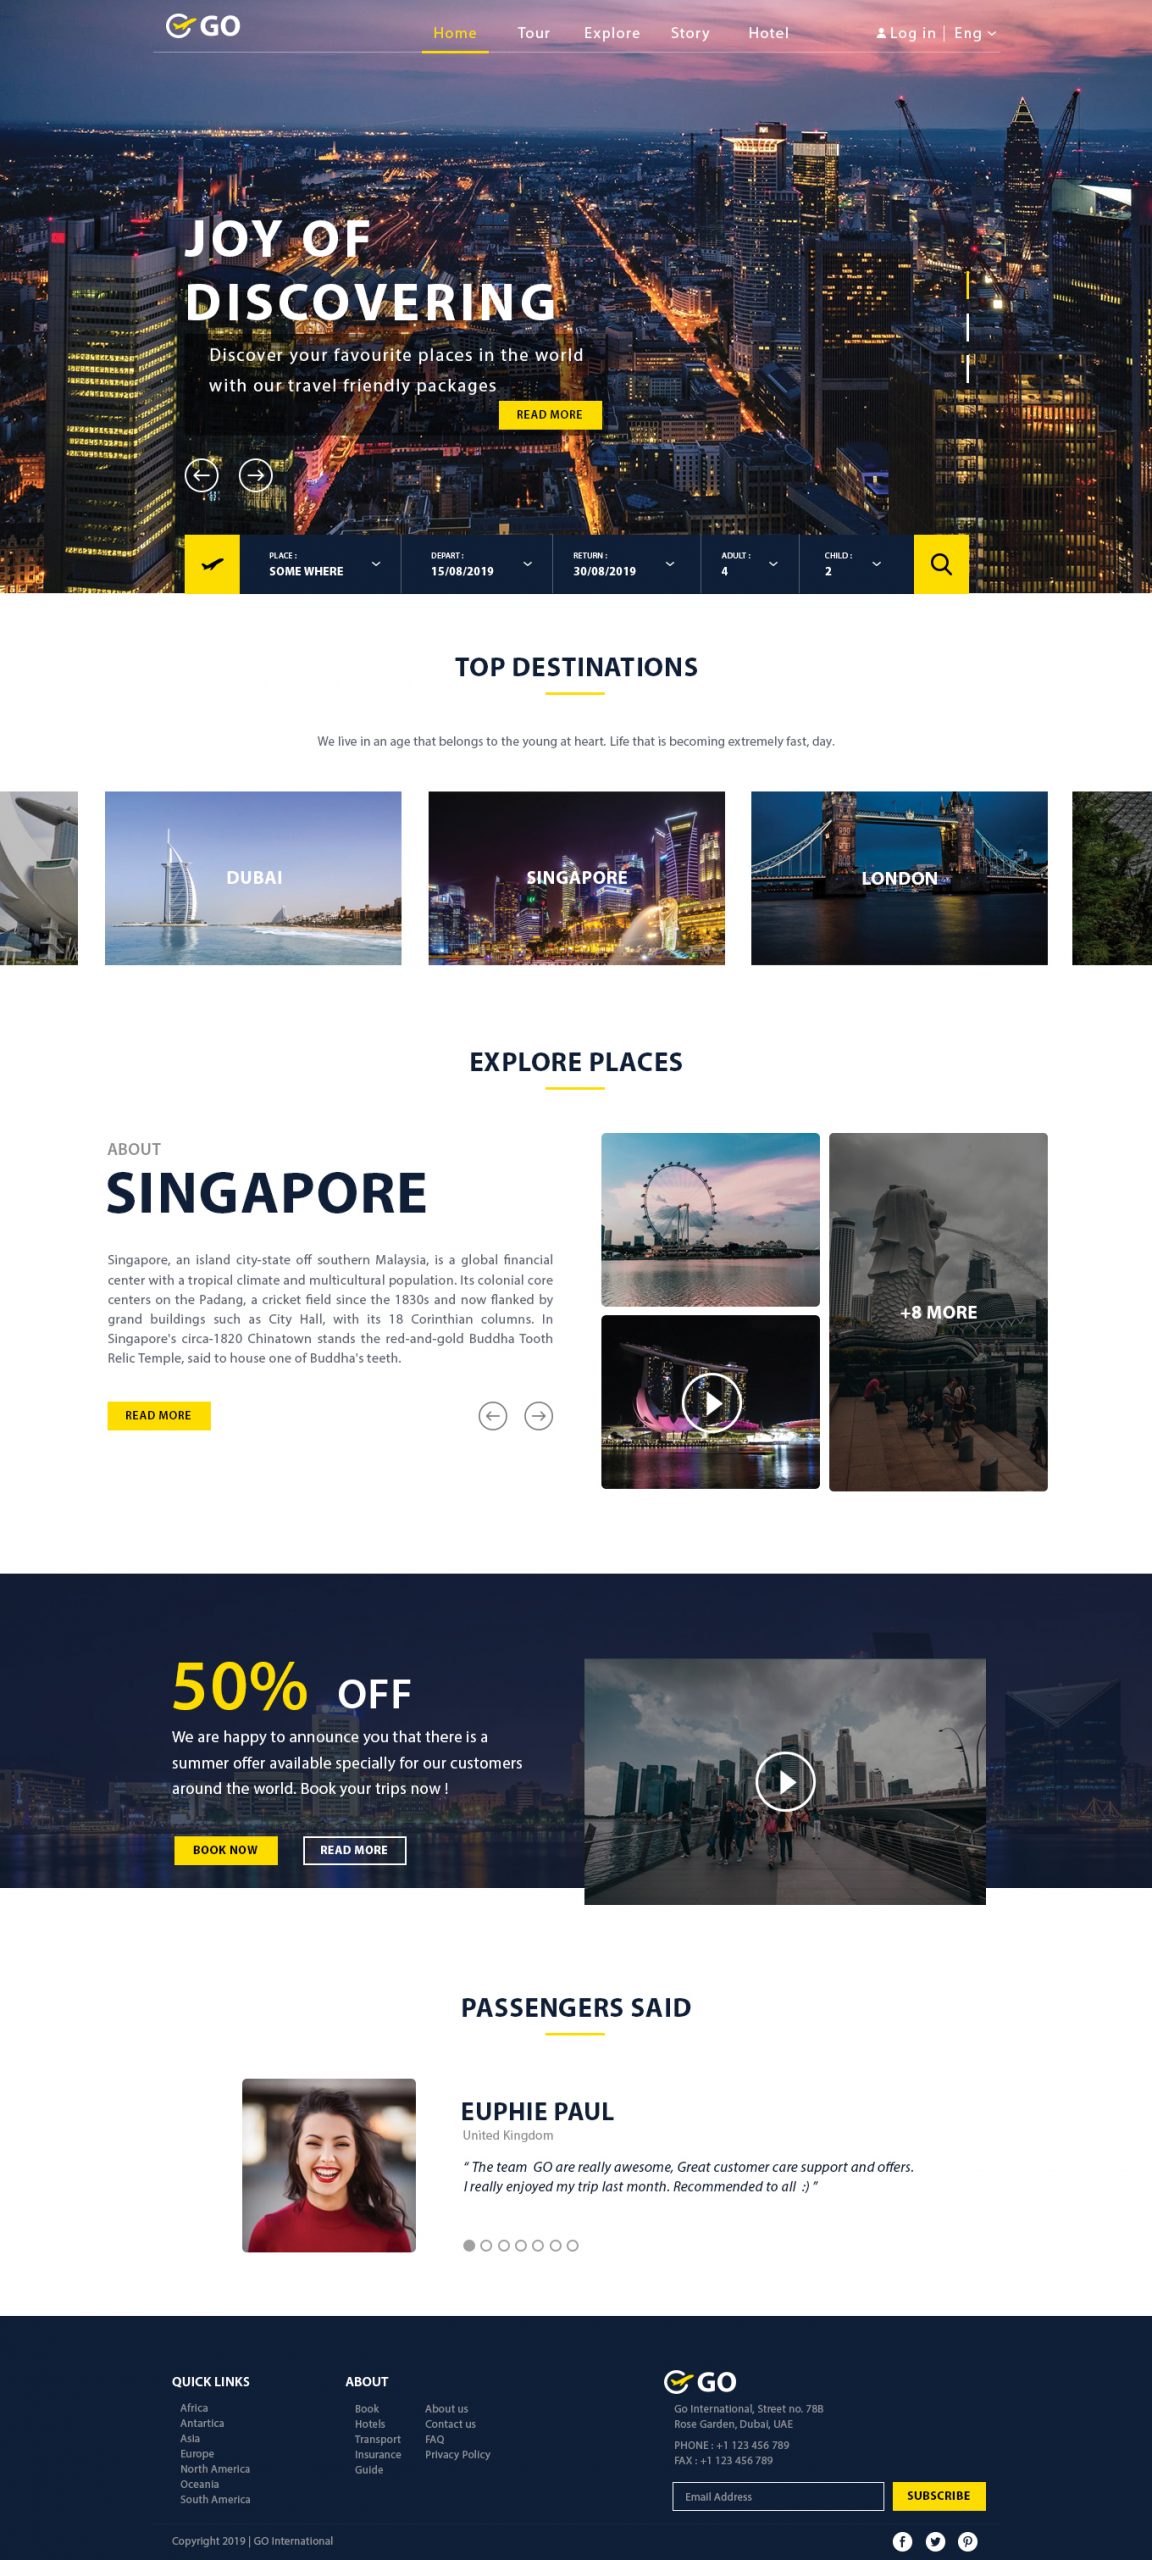 GO
Home Tour Explore Story Hotel Log in | Eng
JOY OF
DISCOVERING
Discover your favourite places in the world
with our travel friendly packages
READ MORE
PLACE : DEPART : RETURN : ADULT : CHILD :
SOME WHERE 15/08/2019 30/08/2019 4 2
TOP DESTINATIONS
We live in an age that belongs to the young at heart. Life that is becoming extremely fast, day.
DUBAI
SINGAPORE
LONDON
EXPLORE PLACES
ABOUT
SINGAPORE
Singapore, an island city-state off southern Malaysia, is a global financial
center with a tropical climate and multicultural population. Its colonial core
centers on the Padang, a cricket field since the 1830s and now flanked by
grand buildings such as City Hall, with its 18 Corinthian columns. In
Singapore's circa-1820 Chinatown stands the red-and-gold Buddha Tooth
Relic Temple, said to house one of Buddha's teeth.
READ MORE
+8 MORE
50% OFF
We are happy to announce you that there is a
summer offer available specially for our customers
around the world. Book your trips now !
BOOK NOW
READ MORE
PASSENGERS SAID
EUPHIE PAUL
United Kingdom
“ The team GO are really awesome, Great customer care support and offers.
I really enjoyed my trip last month. Recommended to all :) ”
QUICK LINKS
Africa
Antartica
Asia
Europe
North America
Oceania
South America
ABOUT
Book
Hotels
Transport
Insurance
Guide
About us
Contact us
FAQ
Privacy Policy
GO
Go International, Street no. 78B
Rose Garden, Dubai, UAE
PHONE : +1 123 456 789
FAX : +1 123 456 789
Email Address
SUBSCRIBE
Copyright 2019 | GO International